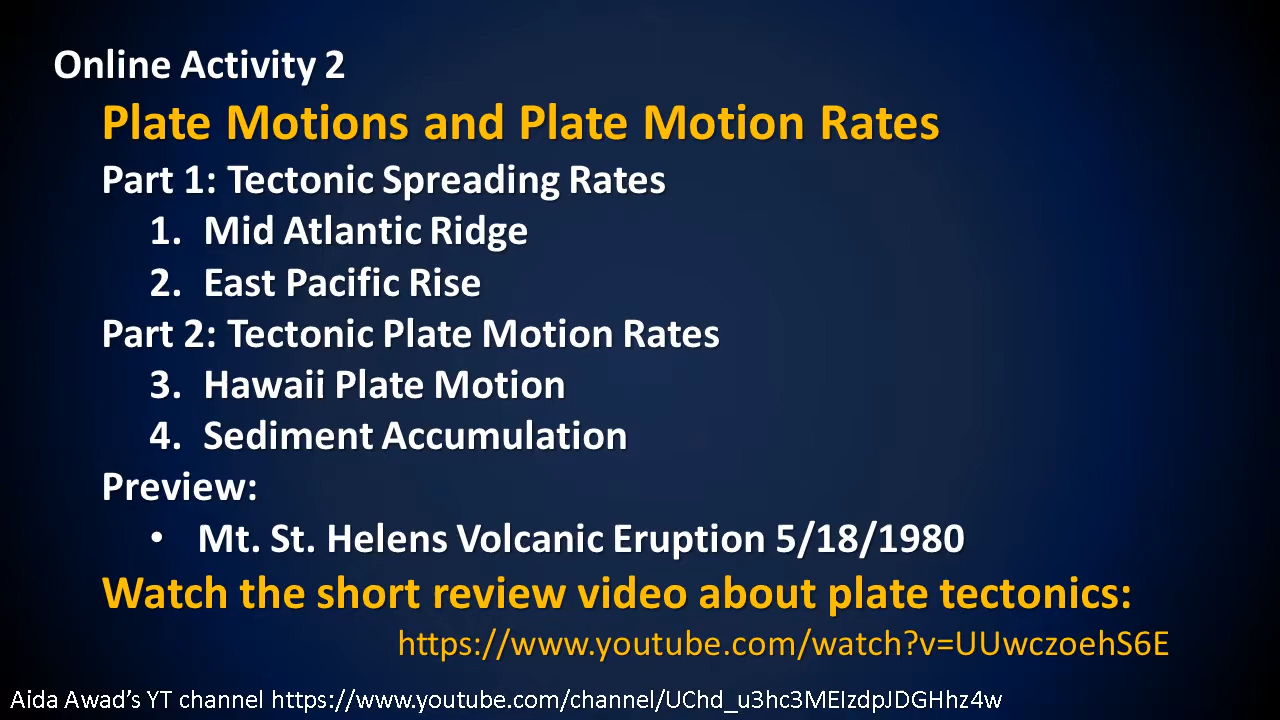 Online Activity 2
Plate Motions and Plate Motion Rates
Part 1: Tectonic Spreading Rates
1. Mid Atlantic Ridge
2. East Pacific Rise
Part 2: Tectonic Plate Motion Rates
3. Hawaii Plate Motion
4. Sediment Accumulation
Preview:
• Mt. St. Helens Volcanic Eruption 5/18/1980
Watch the short review video about plate tectonics:
https://www.youtube.com/watch?v=UUwczoehS6E
Aida Awad’s YT channel https://www.youtube.com/channel/UChd_u3hc3MEIzdpJDGHhz4w